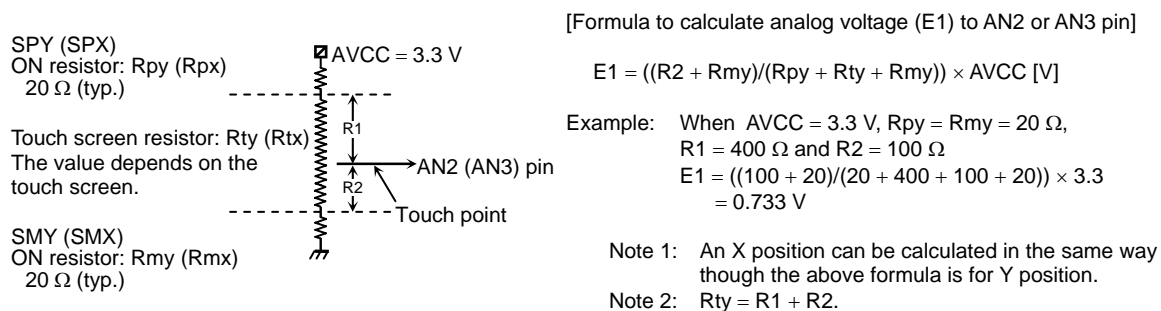 SPY (SPX)
ON resistor: Rpy (Rpx)
20 Ω (typ.)
AVCC = 3.3 V
R1
Touch screen resistor: Rty (Rtx)
The value depends on the
touch screen.
AN2 (AN3) pin
R2
Touch point
SMY (SMX)
ON resistor: Rmy (Rmx)
20 Ω (typ.)
[Formula to calculate analog voltage (E1) to AN2 or AN3 pin]
E1 = ((R2 + Rmy)/(Rpy + Rty + Rmy)) × AVCC [V]
Example: When AVCC = 3.3 V, Rpy = Rmy = 20 Ω,
R1 = 400 Ω and R2 = 100 Ω
E1 = ((100 + 20)/(20 + 400 + 100 + 20)) × 3.3
= 0.733 V
Note 1: An X position can be calculated in the same way
though the above formula is for Y position.
Note 2: Rty = R1 + R2.